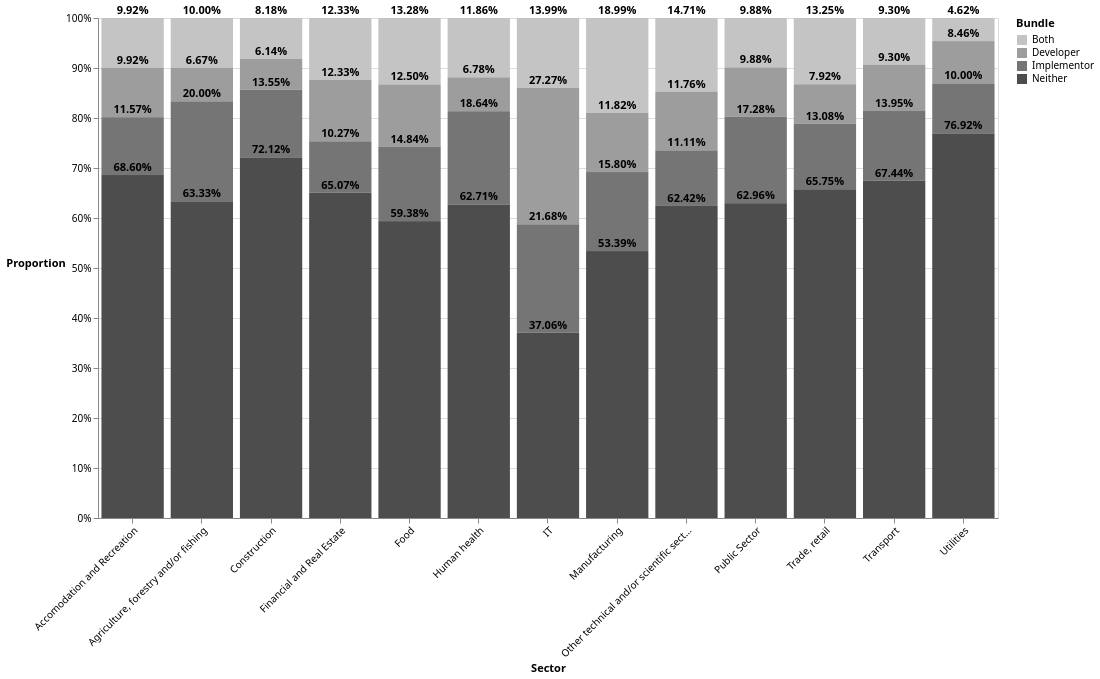 9.92% 10.00% 8.18% 12.33% 13.28% 11.86% 13.99% 18.99% 14.71% 9.88% 13.25% 9.30% 4.62%
100%
90%
80%
70%
60%
50%
40%
30%
20%
10%
0%
Proportion
9.92% 6.67% 6.14% 12.33% 12.50% 6.78% 27.27% 11.82% 11.76% 9.88% 7.92% 9.30% 8.46%
11.57% 20.00% 13.55% 10.27% 14.84% 18.64% 21.68% 15.80% 11.11% 17.28% 13.08% 13.95% 10.00%
68.60% 63.33% 72.12% 65.07% 59.38% 62.71% 37.06% 53.39% 62.42% 62.96% 65.75% 67.44% 76.92%
Accomodation and Recreation
Agriculture, forestry and/or fishing
Construction
Financial and Real Estate
Food
Human health
IT
Manufacturing
Other technical and/or scientific sect...
Public Sector
Trade, retail
Transport
Utilities
Sector
Bundle
Both
Developer
Implementor
Neither